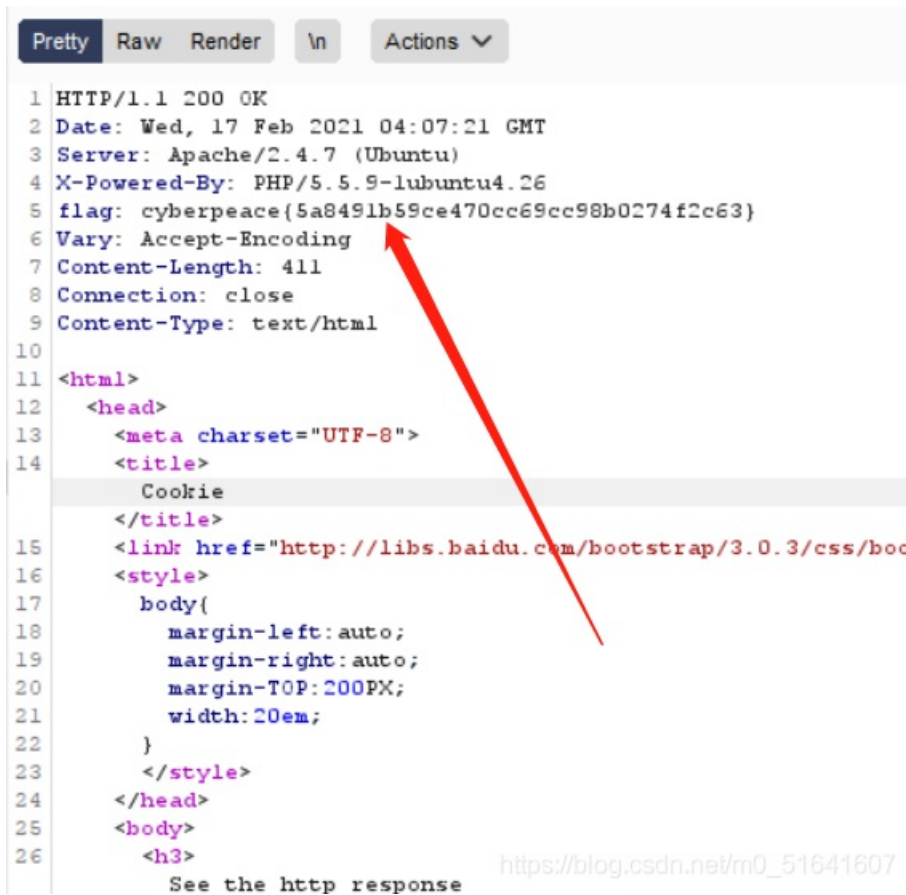 Pretty Raw Render \n Actions
1 HTTP/1.1 200 OK
2 Date: Wed, 17 Feb 2021 04:07:21 GMT
3 Server: Apache/2.4.7 (Ubuntu)
4 X-Powered-By: PHP/5.5.9-1ubuntu4.26
5 flag: cyberpeace{5a8491b59ce470cc69cc98b0274f2c63}
6 Vary: Accept-Encoding
7 Content-Length: 411
8 Connection: close
9 Content-Type: text/html
10
11 <html>
12 <head>
13 <meta charset="UTF-8">
14 <title>
Cookie
</title>
15 <link href="http://libs.baidu.com/bootstrap/3.0.3/css/boo
16 <style>
17 body{
18 margin-left:auto;
19 margin-right:auto;
20 margin-TOP:200PX;
21 width:20em;
22 }
23 </style>
24 </head>
25 <body>
26 <h3>
See the http response
https://blog.csdn.net/m0_51641607